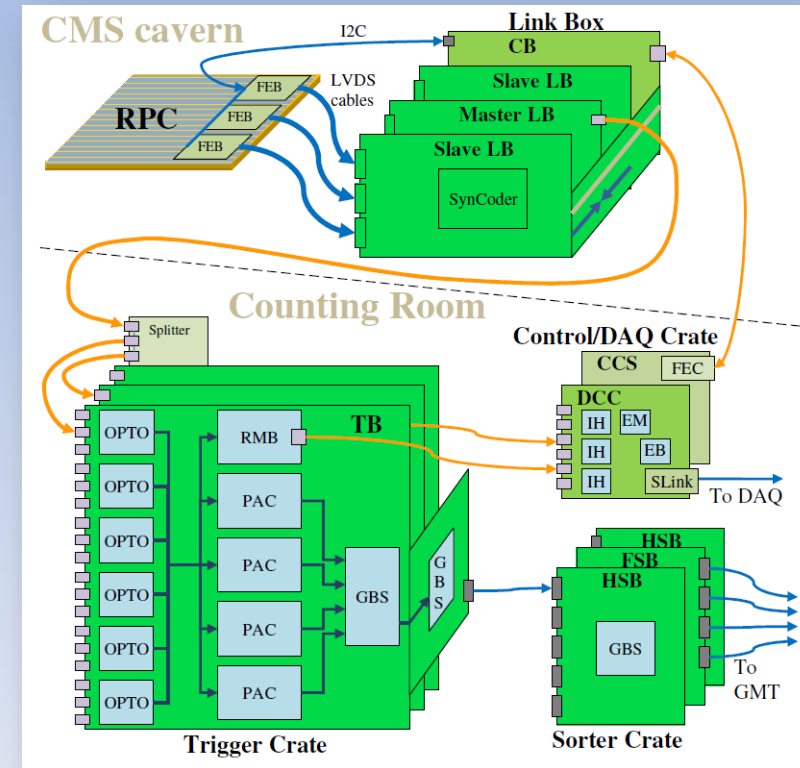 CMS cavern
I2C
Link Box
CB
FEB
LVDS
cables
Slave LB
RPC
FEB
Master LB
FEB
Slave LB
SynCoder
Counting Room
Splitter
Control/DAQ Crate
CCS
FEC
DCC
OPTO
RMB
TB
IH
EM
IH
EB
IH
SLink
To DAQ
OPTO
PAC
OPTO
PAC
GBS
G
B
S
HSB
FSB
HSB
OPTO
PAC
GBS
OPTO
PAC
OPTO
To
GMT
Trigger Crate
Sorter Crate